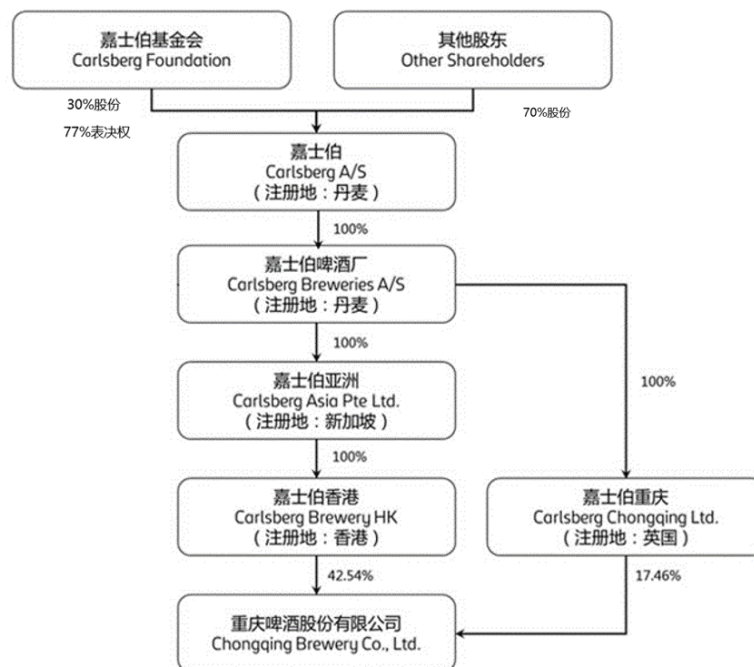 嘉士伯基金会
Carlsberg Foundation
其他股东
Other Shareholders
30%股份
77%表决权
70%股份
嘉士伯
Carlsberg A/S
（注册地：丹麦）
100%
嘉士伯啤酒厂
Carlsberg Breweries A/S
（注册地：丹麦）
100%
嘉士伯亚洲
Carlsberg Asia Pte Ltd.
（注册地：新加坡）
100%
100%
嘉士伯香港
Carlsberg Brewery HK
（注册地：香港）
嘉士伯重庆
Carlsberg Chongqing Ltd.
（注册地：英国）
42.54%
17.46%
重庆啤酒股份有限公司
Chongqing Brewery Co., Ltd.